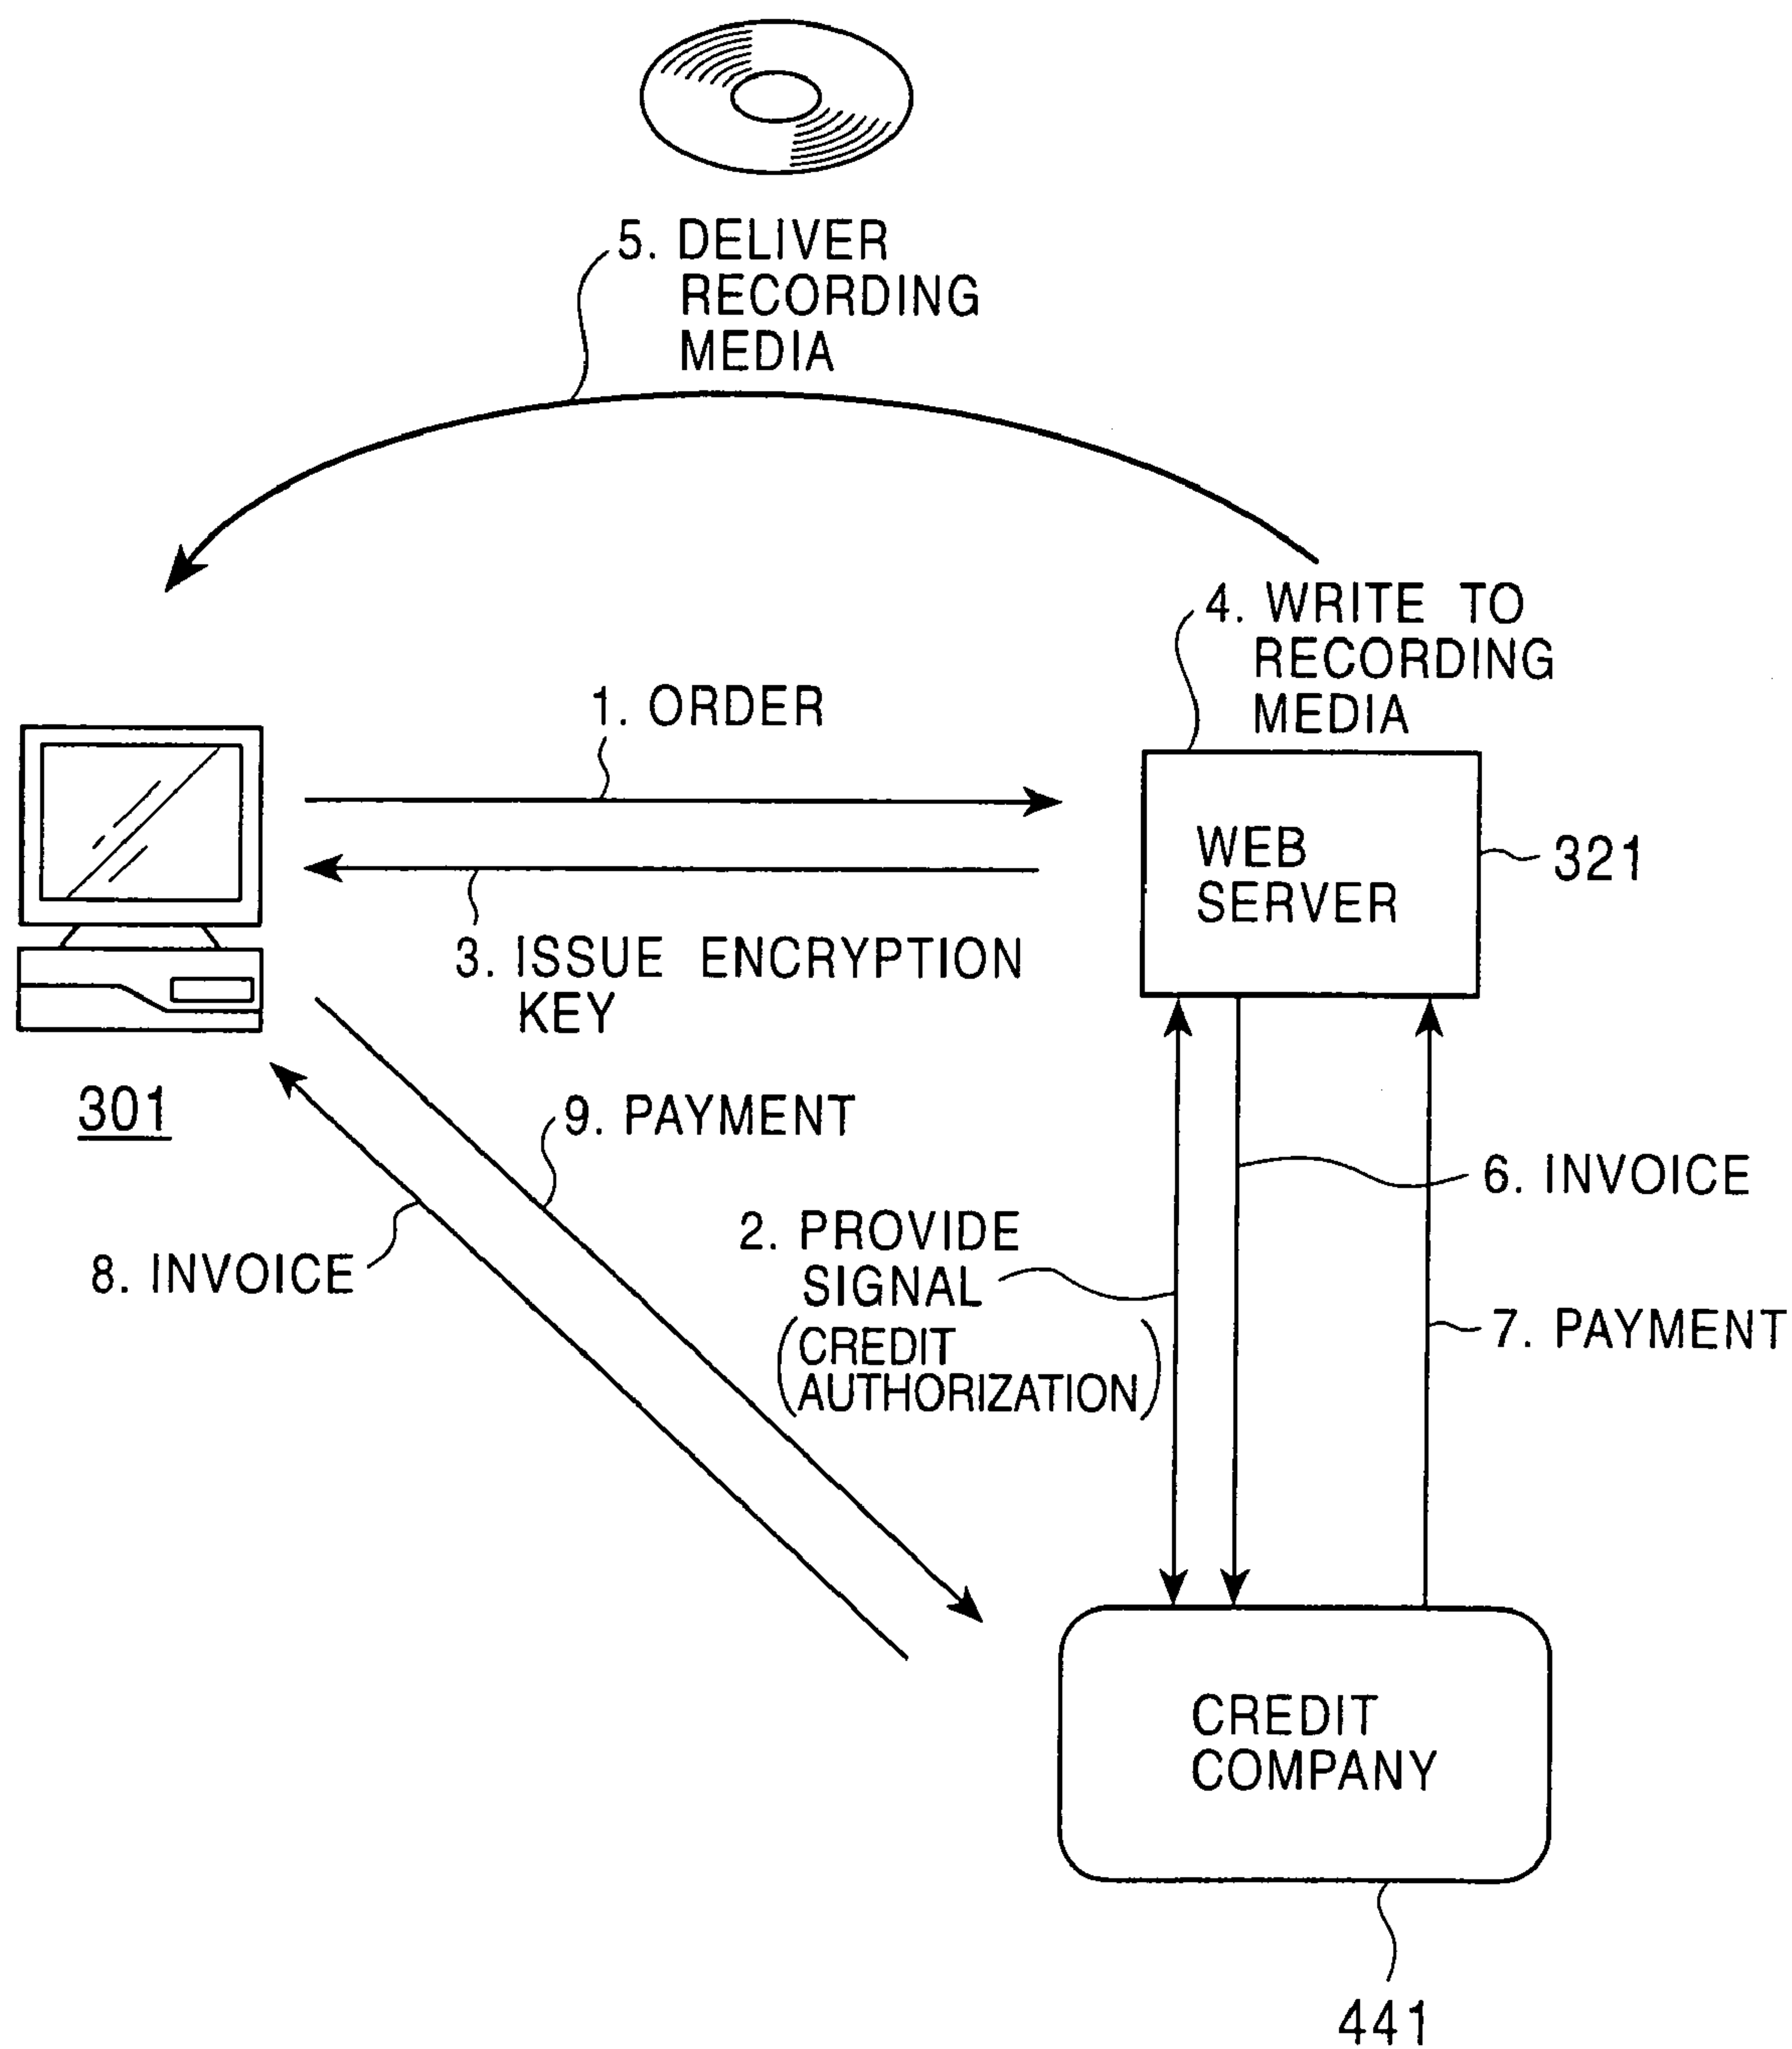 5. DELIVER
RECORDING
MEDIA
4. WRITE TO
RECORDING
MEDIA
1. ORDER
WEB
SERVER
321
3. ISSUE ENCRYPTION
KEY
301
9. PAYMENT
6. INVOICE
2. PROVIDE
SIGNAL
(CREDIT
AUTHORIZATION)
8. INVOICE
7. PAYMENT
CREDIT
COMPANY
441